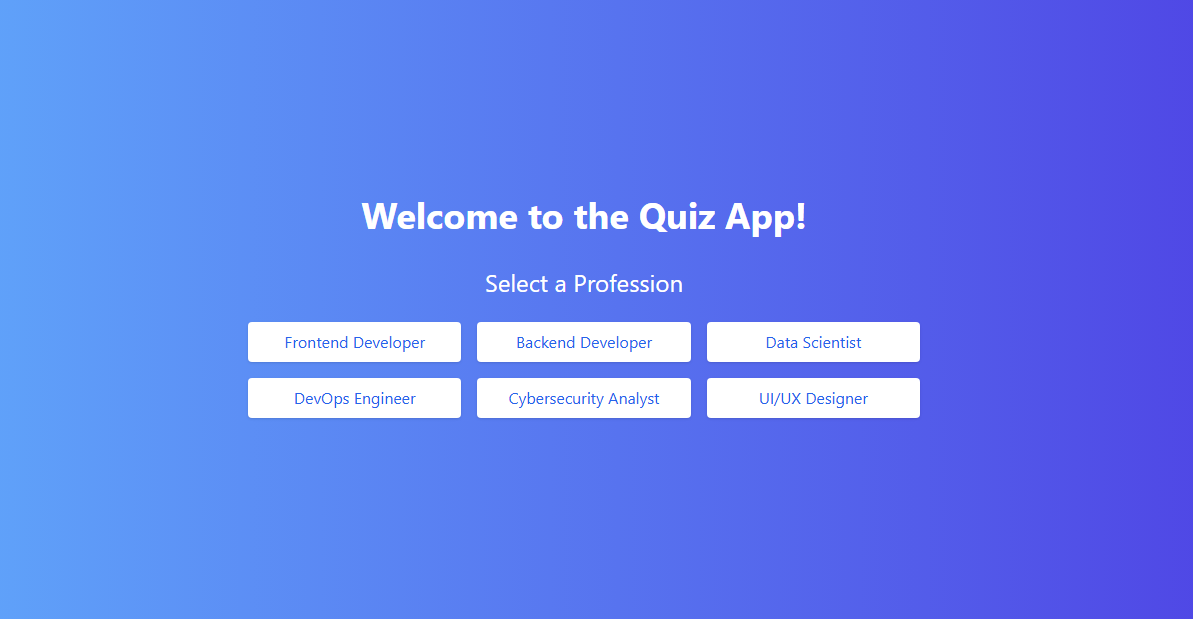 Welcome to the Quiz App!
Select a Profession
Frontend Developer
Backend Developer
Data Scientist
DevOps Engineer
Cybersecurity Analyst
UI/UX Designer